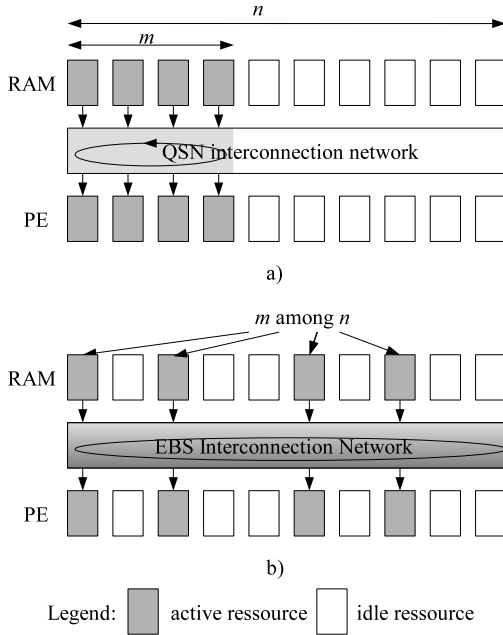 n
m
RAM
QSN interconnection network
PE
a)
m among n
RAM
EBS Interconnection Network
PE
b)
Legend: active ressource idle ressource